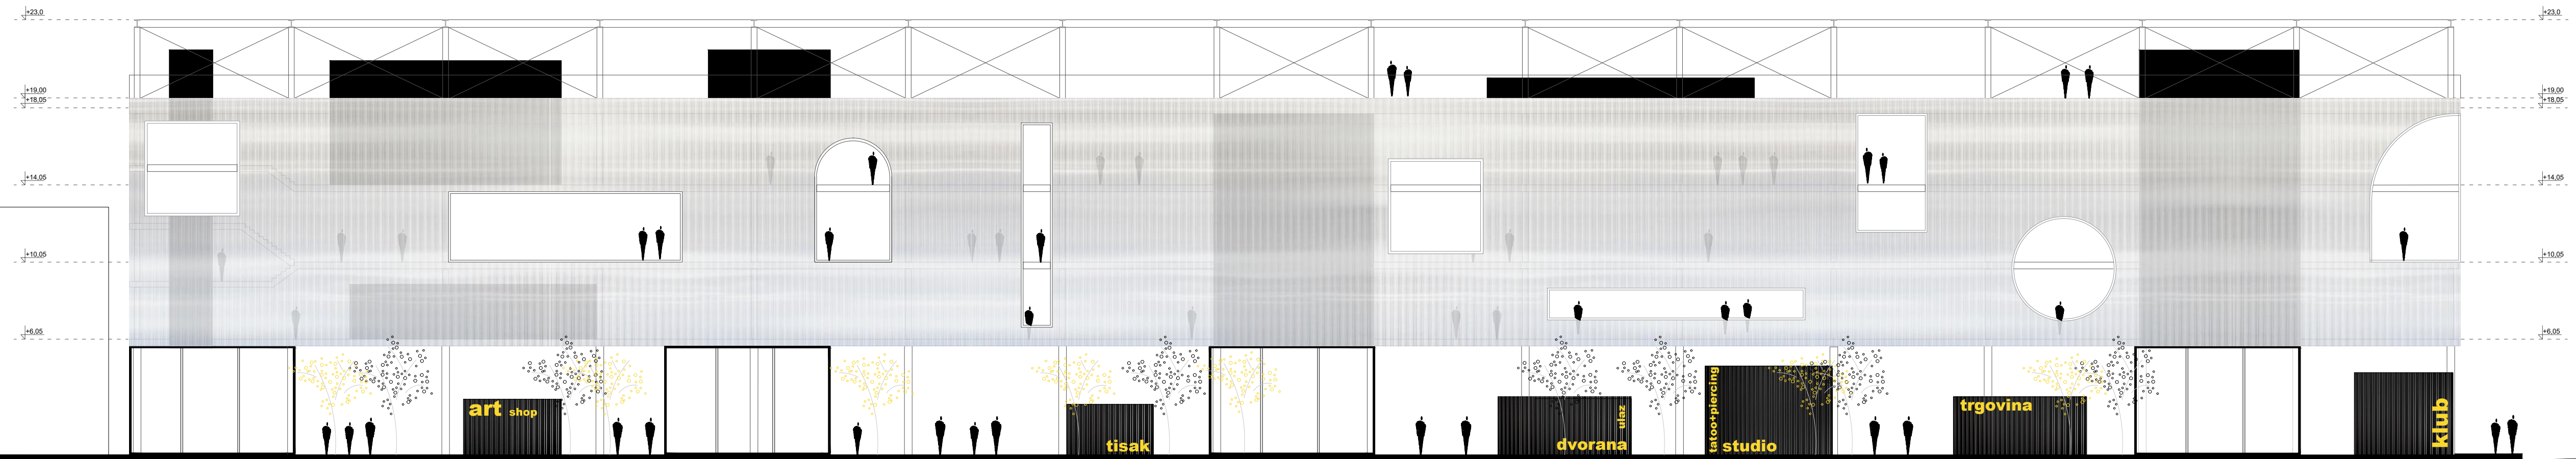 +23,0
+23,0
+19,00
+18,05
+19,00
+18,05
+14,05
+14,05
+10,05
+10,05
+6,05
+6,05
art shop
tisak
dvorana
ulaz
tatoo+piercing
studio
trgovina
klub